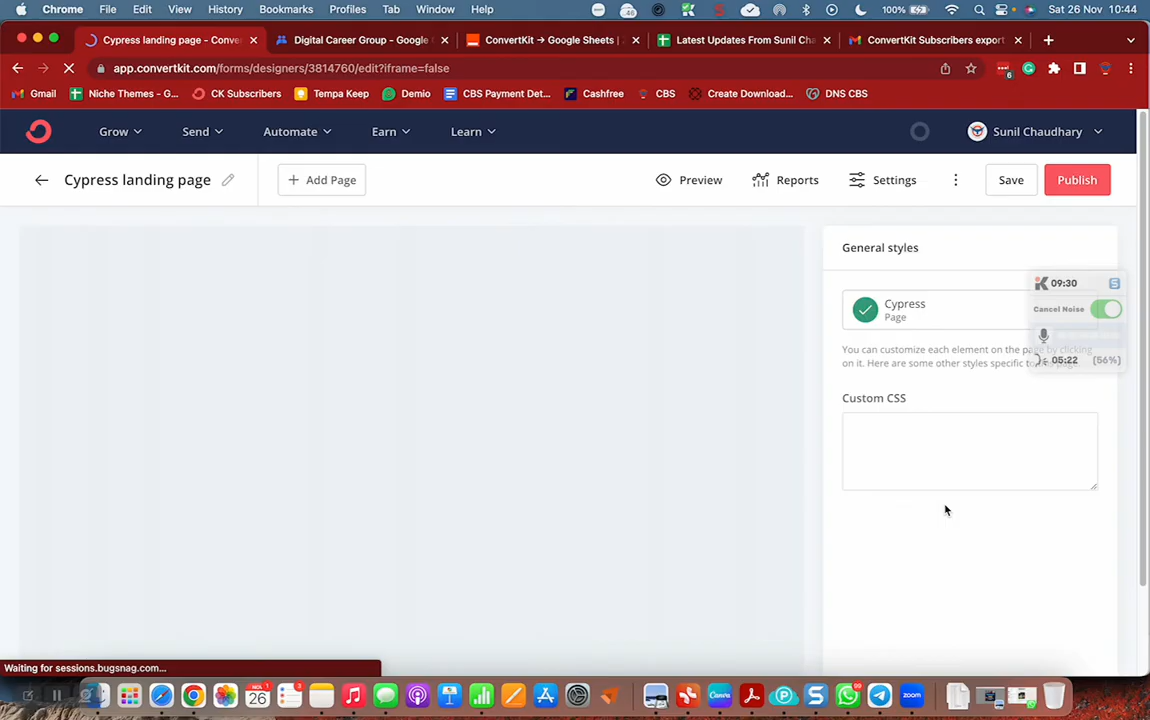 Chrome File Edit View History Bookmarks Profiles Tab Window Help 100% Sat 26 Nov 10:44
Cypress landing page - Conver Digital Career Group - Google ConvertKit → Google Sheets | Latest Updates From Sunil Cha ConvertKit Subscribers export
app.convertkit.com/forms/designers/3814760/edit?iframe=false
Gmail Niche Themes - G... CK Subscribers Tempa Keep Demio CBS Payment Det... Cashfree CBS Create Download... DNS CBS
Grow Send Automate Earn Learn Sunil Chaudhary
Cypress landing page Add Page Preview Reports Settings Save Publish
General styles
09:30
Cypress
Page
Cancel Noise
You can customize each element on the page by clicking
on it. Here are some other styles specific to
05:22 [56%]
Custom CSS
Waiting for sessions.bugsnag.com...
26
zoom